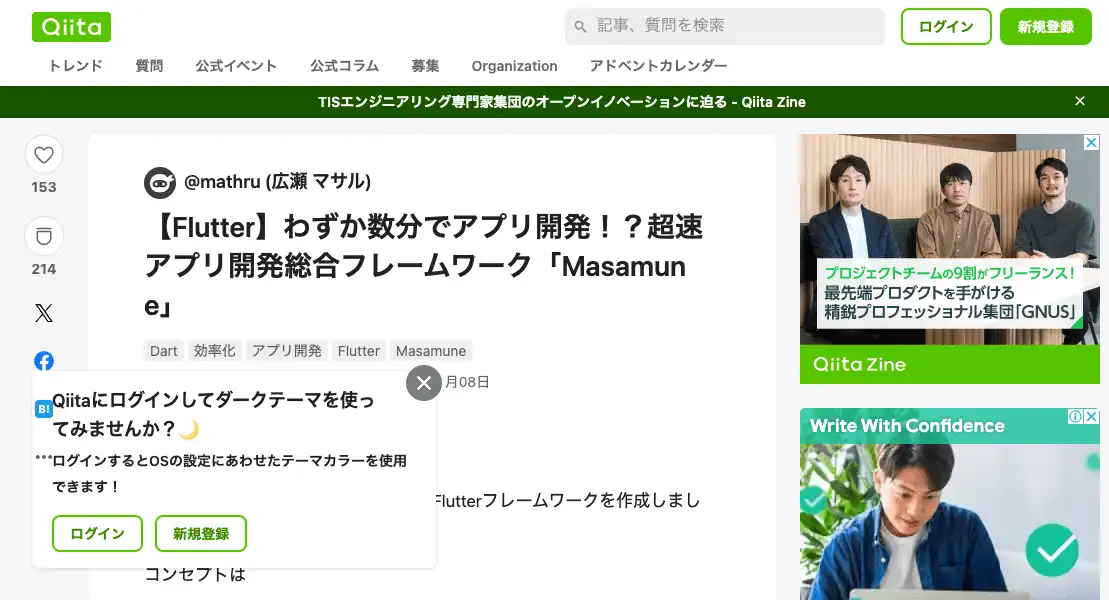 Qiita
記事、質問を検索
ログイン
新規登録
トレンド
質問
公式イベント
公式コラム
募集
Organization
アドベントカレンダー
TISエンジニアリング専門家集団のオープンイノベーションに迫る - Qiita Zine
153
214
@mathru (広瀬 マサル)
【Flutter】わずか数分でアプリ開発！？超速
アプリ開発総合フレームワーク「Masamun
e」
Dart
効率化
アプリ開発
Flutter
Masamune
月08日
B!
Qiitaにログインしてダークテーマを使っ
てみませんか？🌙
ログインするとOSの設定にあわせたテーマカラーを使用
できます！
ログイン
新規登録
Flutterフレームワークを作成しまし
コンセプトは
プロジェクトチームの9割がフリーランス！
最先端プロダクトを手がける
精鋭プロフェッショナル集団「GNUS」
Qiita Zine
Write With Confidence